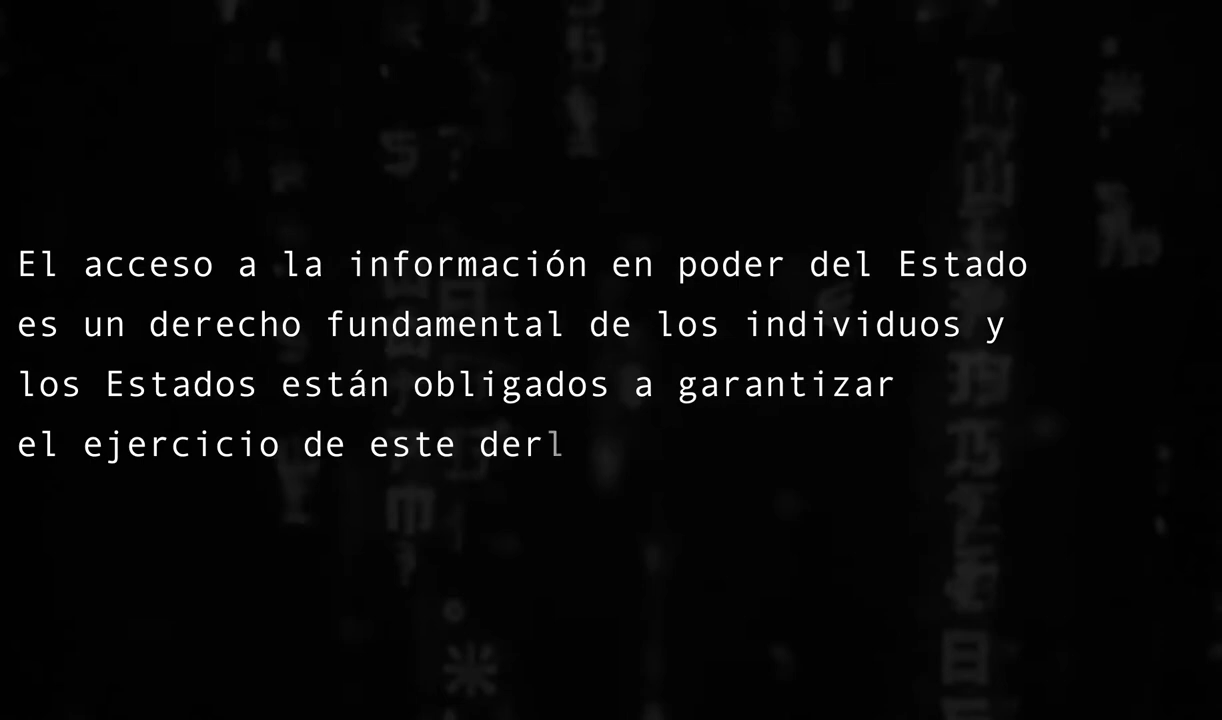 El acceso a la información en poder del Estado
es un derecho fundamental de los individuos y
los Estados están obligados a garantizar
el ejercicio de este derl